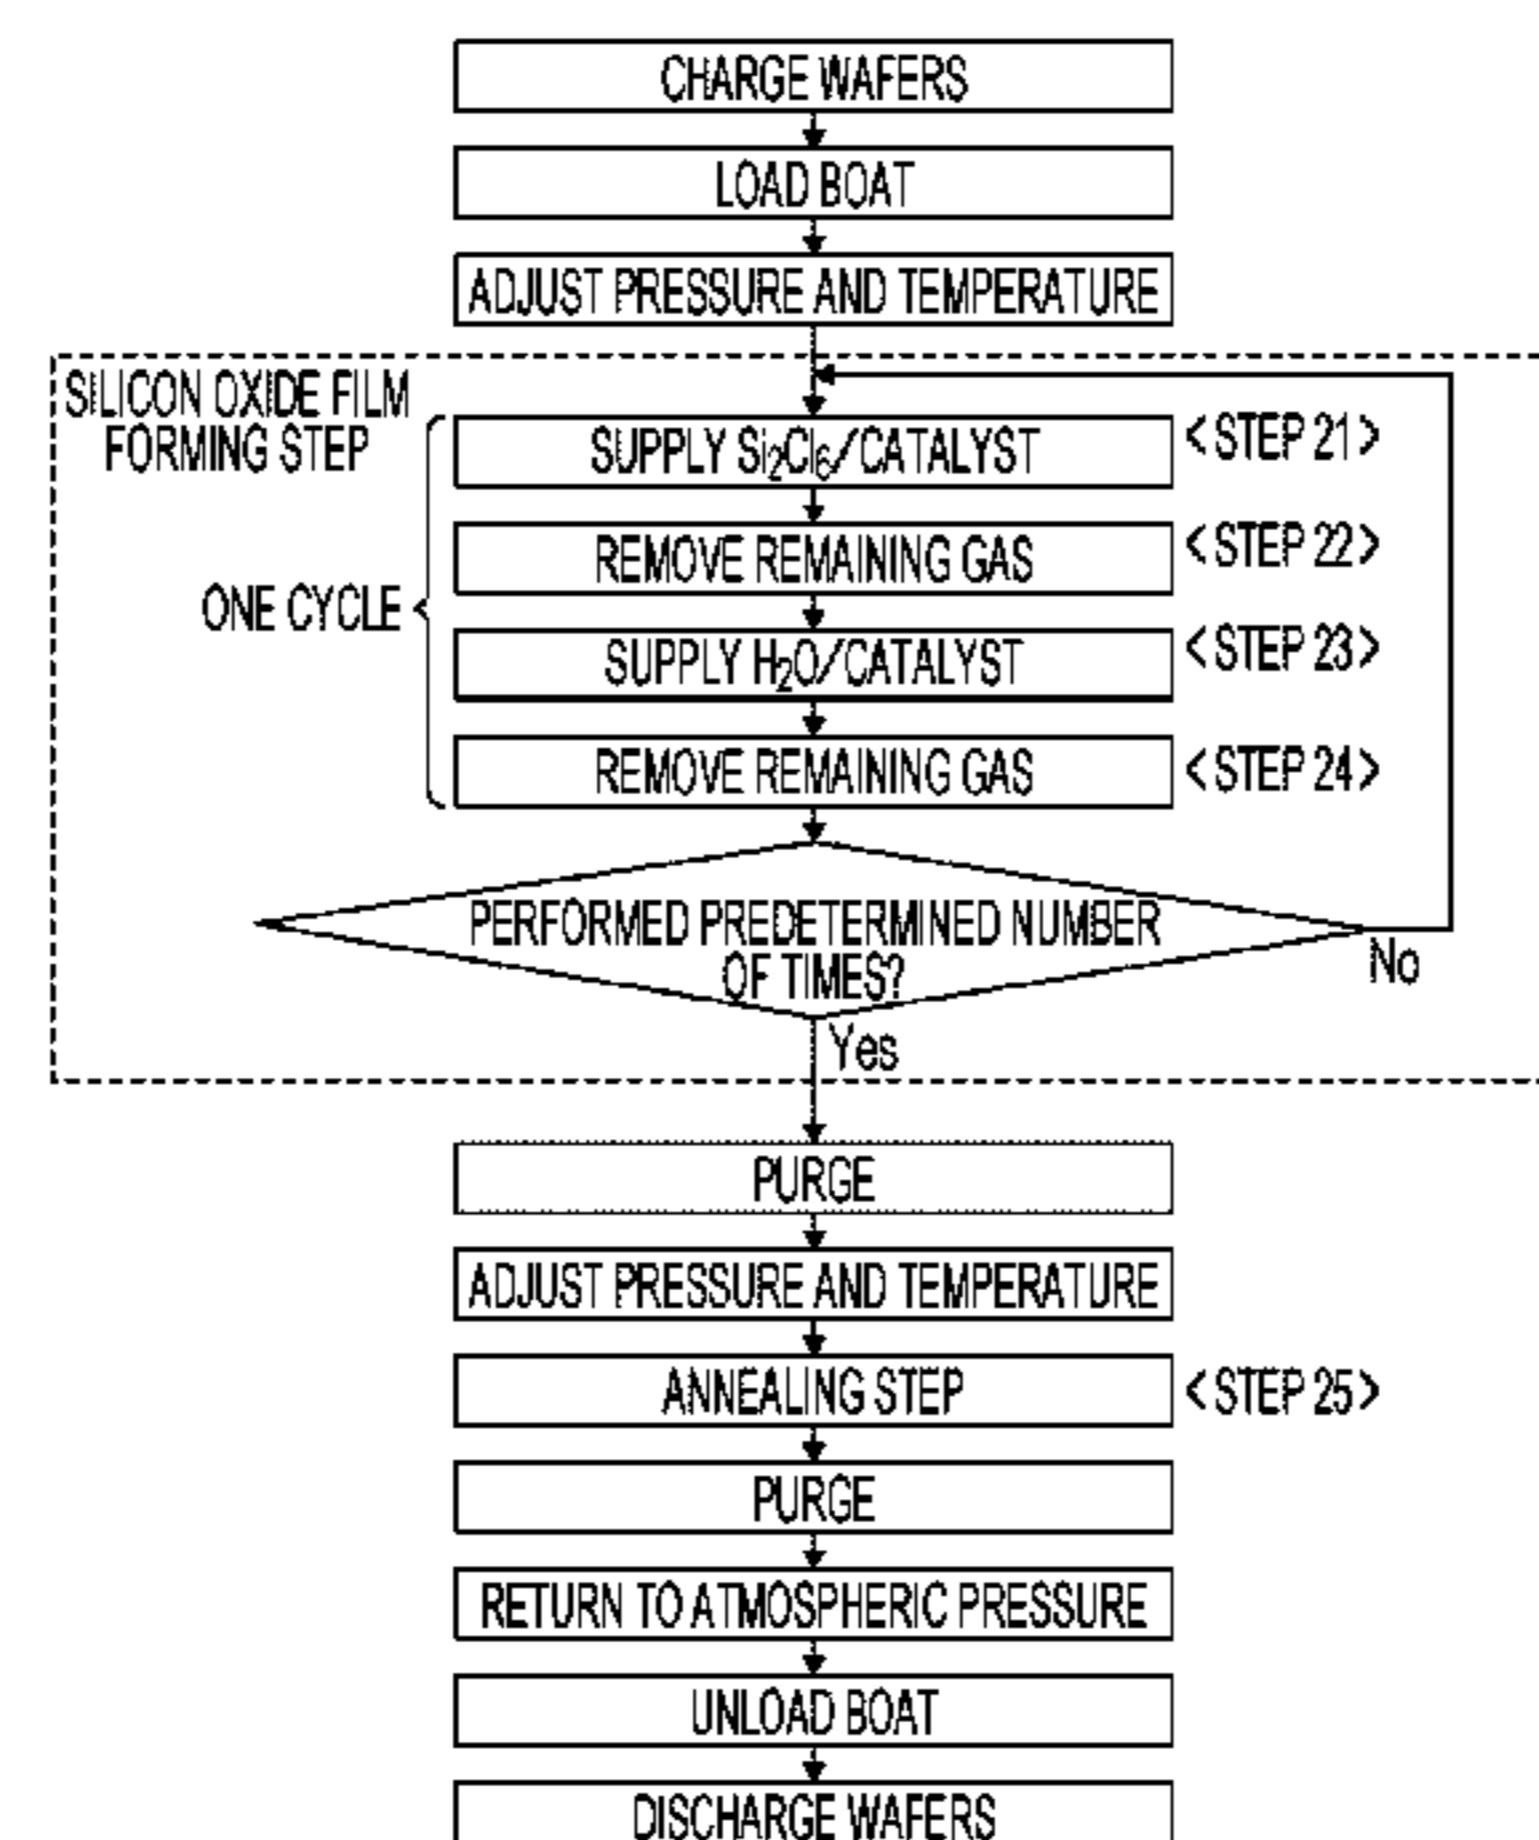 CHARGE WAFERS
LOAD BOAT
ADJUST PRESSURE AND TEMPERATURE
SILICON OXIDE FILM
FORMING STEP
SUPPLY Si₂Cl₆/CATALYST
<STEP 21>
REMOVE REMAINING GAS
<STEP 22>
ONE CYCLE
SUPPLY H₂O/CATALYST
<STEP 23>
REMOVE REMAINING GAS
<STEP 24>
PERFORMED PREDETERMINED NUMBER
OF TIMES?
No
Yes
PURGE
ADJUST PRESSURE AND TEMPERATURE
ANNEALING STEP
<STEP 25>
PURGE
RETURN TO ATMOSPHERIC PRESSURE
UNLOAD BOAT
DISCHARGE WAFERS